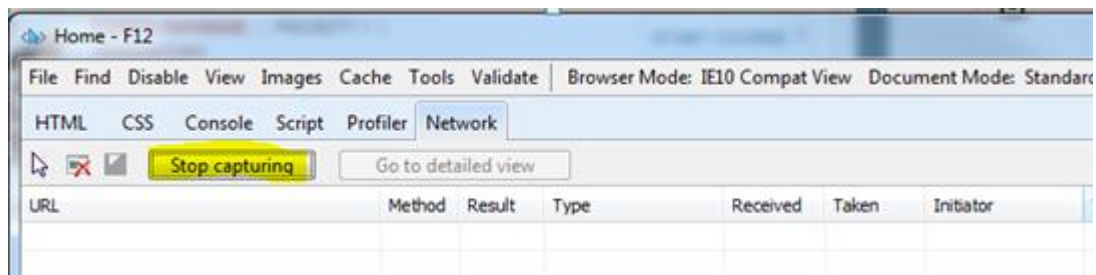 Home - F12
File Find Disable View Images Cache Tools Validate Browser Mode: IE10 Compat View Document Mode: Standard
HTML CSS Console Script Profiler Network
Stop capturing Go to detailed view
URL Method Result Type Received Taken Initiator